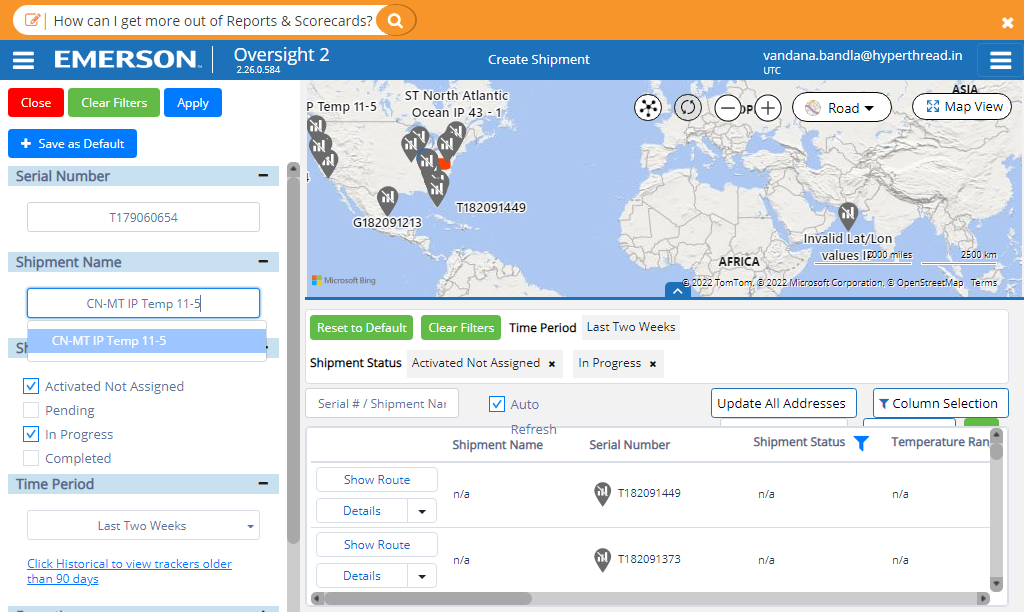 How can I get more out of Reports & Scorecards?
EMERSON
Oversight 2
2.26.0.584
Create Shipment
vandana.bandla@hyperthread.in
UTC
Close
Clear Filters
Apply
Save as Default
Serial Number
T179060654
Shipment Name
CN-MT IP Temp 11-5
CN-MT IP Temp 11-5
Activated Not Assigned
Pending
In Progress
Completed
Time Period
Last Two Weeks
Click Historical to view trackers older
than 90 days
P Temp 11-5
ST North Atlantic
Ocean IP 43 - 1
Road
Map View
ASIA
T182091449
G182091213
Invalid Lat/Lon
values I
2000 miles
2500 km
AFRICA
Microsoft Bing
© 2022 TomTom, © 2022 Microsoft Corporation, © OpenStreetMap Terms
Reset to Default
Clear Filters
Time Period
Last Two Weeks
Shipment Status
Activated Not Assigned ×
In Progress ×
Serial # / Shipment Nar
Auto
Refresh
Update All Addresses
Column Selection
Shipment Name
Serial Number
Shipment Status
Temperature Ran
Show Route
Details
n/a
T182091449
n/a
n/a
Show Route
Details
n/a
T182091373
n/a
n/a